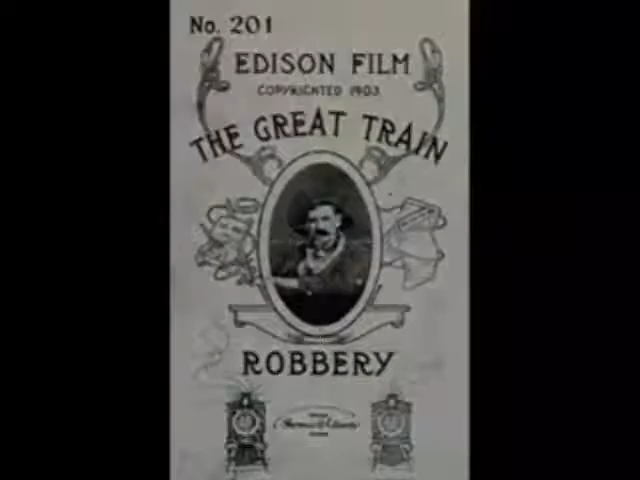 No. 201
EDISON FILM
COPYRIGHTED 1903
THE GREAT TRAIN
ROBBERY